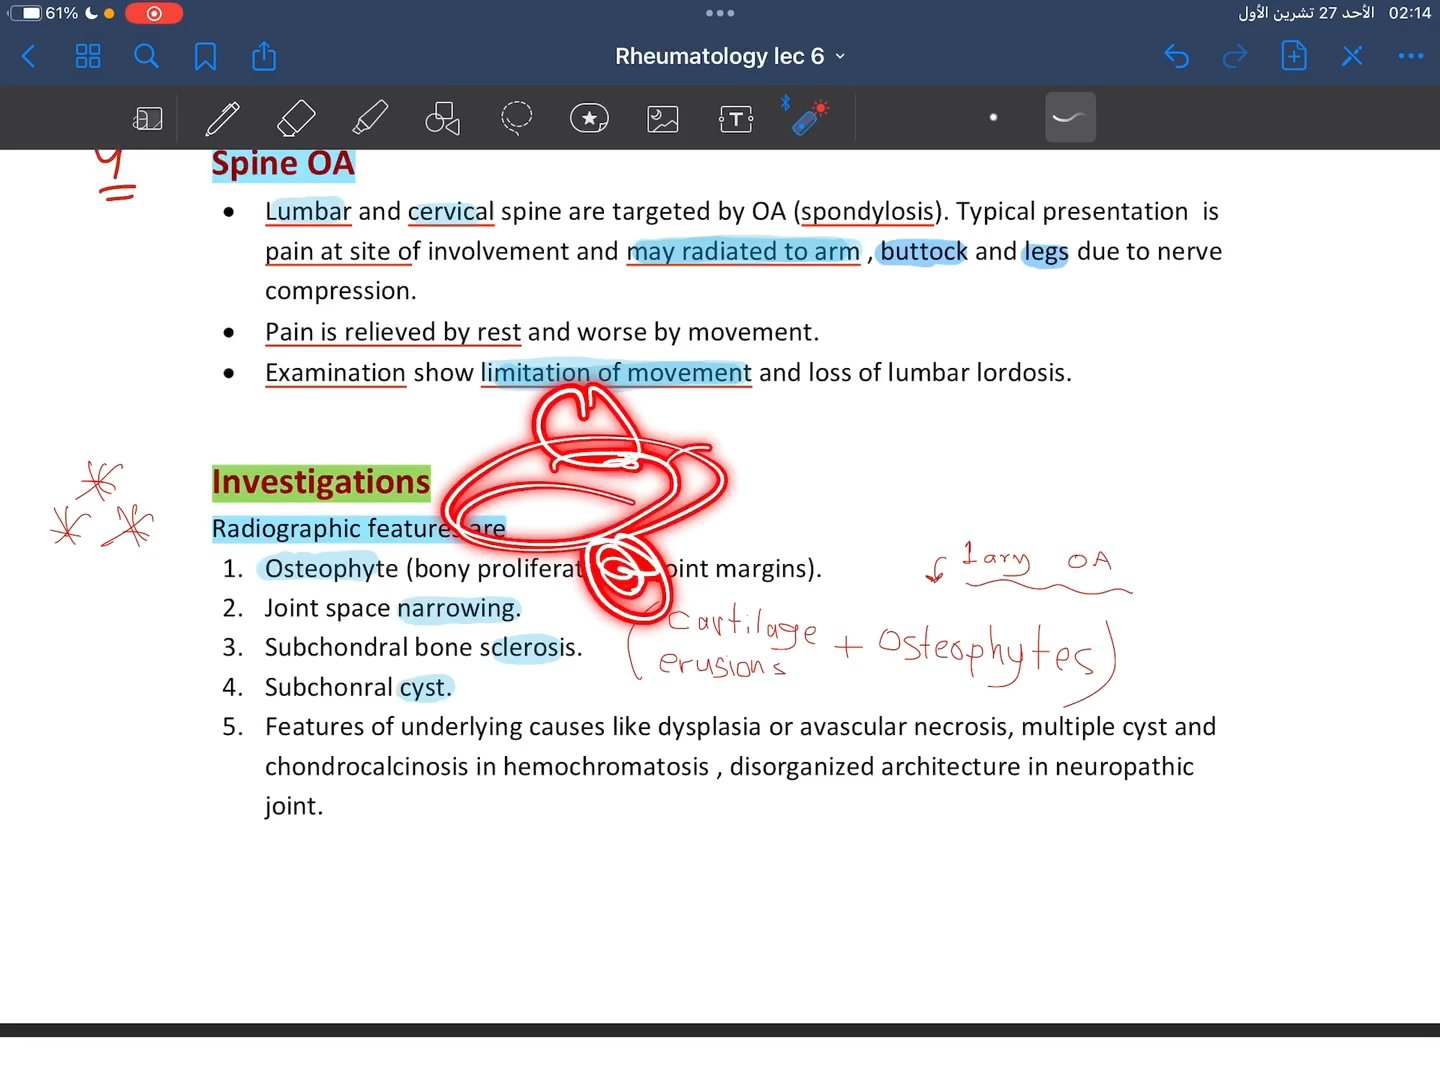 61%
02:14 الأحد 27 تشرين الأول
Rheumatology lec 6
Spine OA
• Lumbar and cervical spine are targeted by OA (spondylosis). Typical presentation is
pain at site of involvement and may radiated to arm , buttock and legs due to nerve
compression.
• Pain is relieved by rest and worse by movement.
• Examination show limitation of movement and loss of lumbar lordosis.
Investigations
Radiographic features are
1. Osteophyte (bony proliferat joint margins).
1ary OA
2. Joint space narrowing.
(cartilage erusions + Osteophytes)
3. Subchondral bone sclerosis.
4. Subchonral cyst.
5. Features of underlying causes like dysplasia or avascular necrosis, multiple cyst and
chondrocalcinosis in hemochromatosis , disorganized architecture in neuropathic
joint.